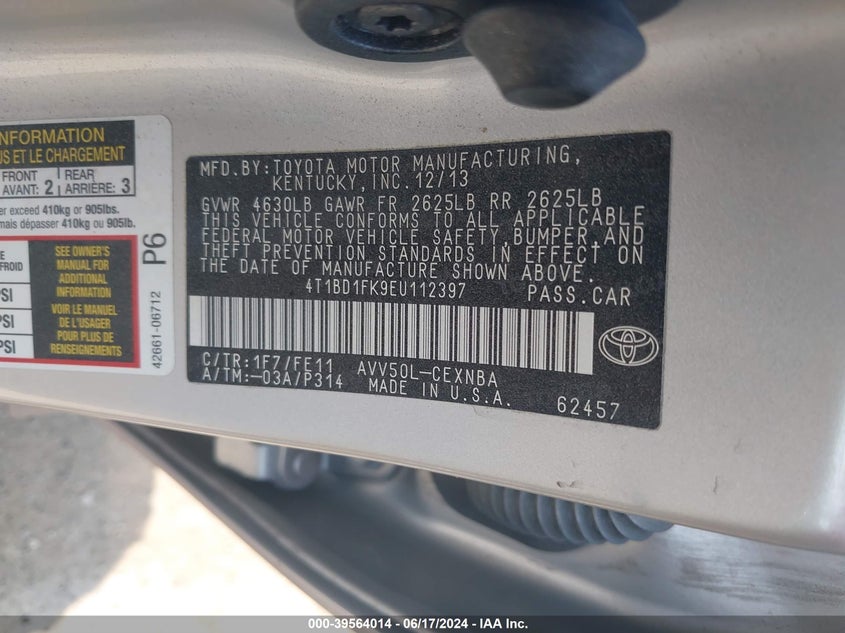 INFORMATION
US ET LE CHARGEMENT
FRONT
AVANT: 2
REAR
ARRIÈRE: 3
er exceed 410kg or 905lbs.
mais dépasser 410kg ou 905lb.
E
FROID
PSI
PSI
PSI
SEE OWNER'S
MANUAL FOR
ADDITIONAL
INFORMATION
VOIR LE MANUEL
DE L'USAGER
POUR PLUS DE
RENSEIGNEMENTS
P6
42661-06712
MFD.BY:TOYOTA MOTOR MANUFACTURING,
KENTUCKY,INC.12/13
GVWR 4630LB GAWR FR 2625LB RR 2625LB
THIS VEHICLE CONFORMS TO ALL APPLICABLE
FEDERAL MOTOR VEHICLE SAFETY,BUMPER,AND
THEFT PREVENTION STANDARDS IN EFFECT ON
THE DATE OF MANUFACTURE SHOWN ABOVE.
4T1BD1FK9EU112397 PASS.CAR
C/TR:1F7/FE11 AVV50L-CEXNBA
A/TM:-03A/P314 MADE IN U.S.A.
62457
000-39564014 - 06/17/2024 - IAA Inc.